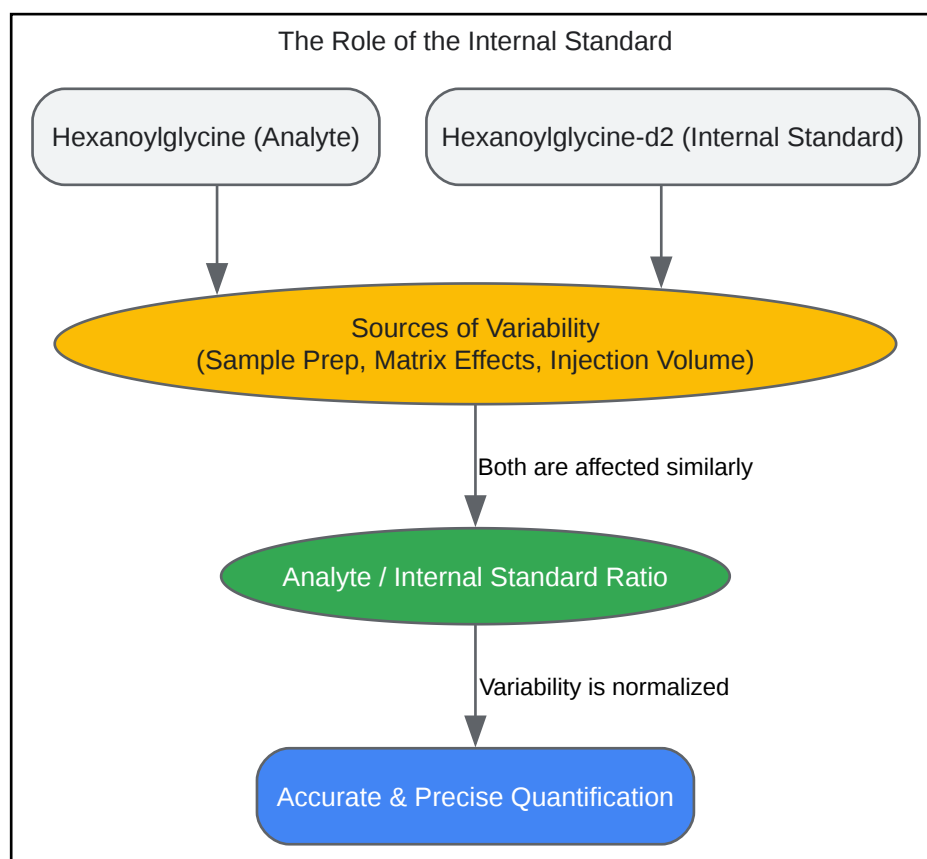 The Role of the Internal Standard
Hexanoylglycine (Analyte)
Hexanoylglycine-d2 (Internal Standard)
Sources of Variability
(Sample Prep, Matrix Effects, Injection Volume)
Both are affected similarly
Analyte / Internal Standard Ratio
Variability is normalized
Accurate & Precise Quantification